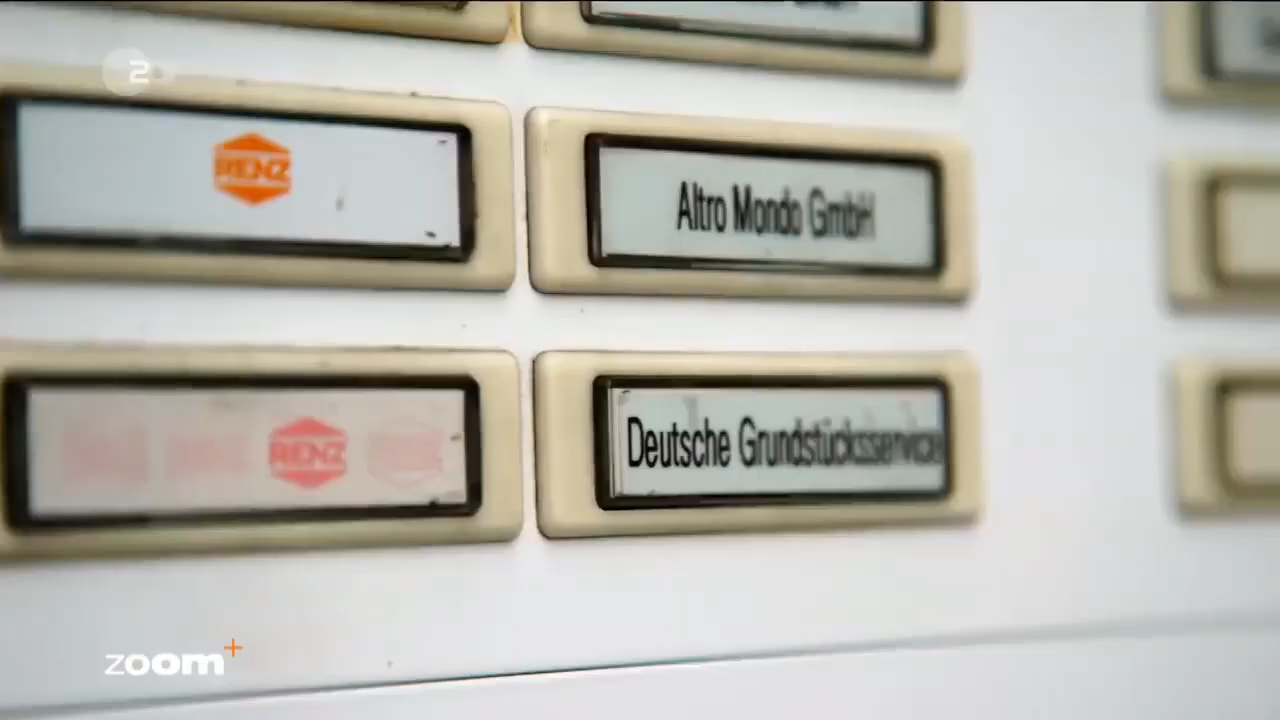 2
RENZ
Altro Mondo GmbH
RENZ
Deutsche Grundstücksservice
zoom+